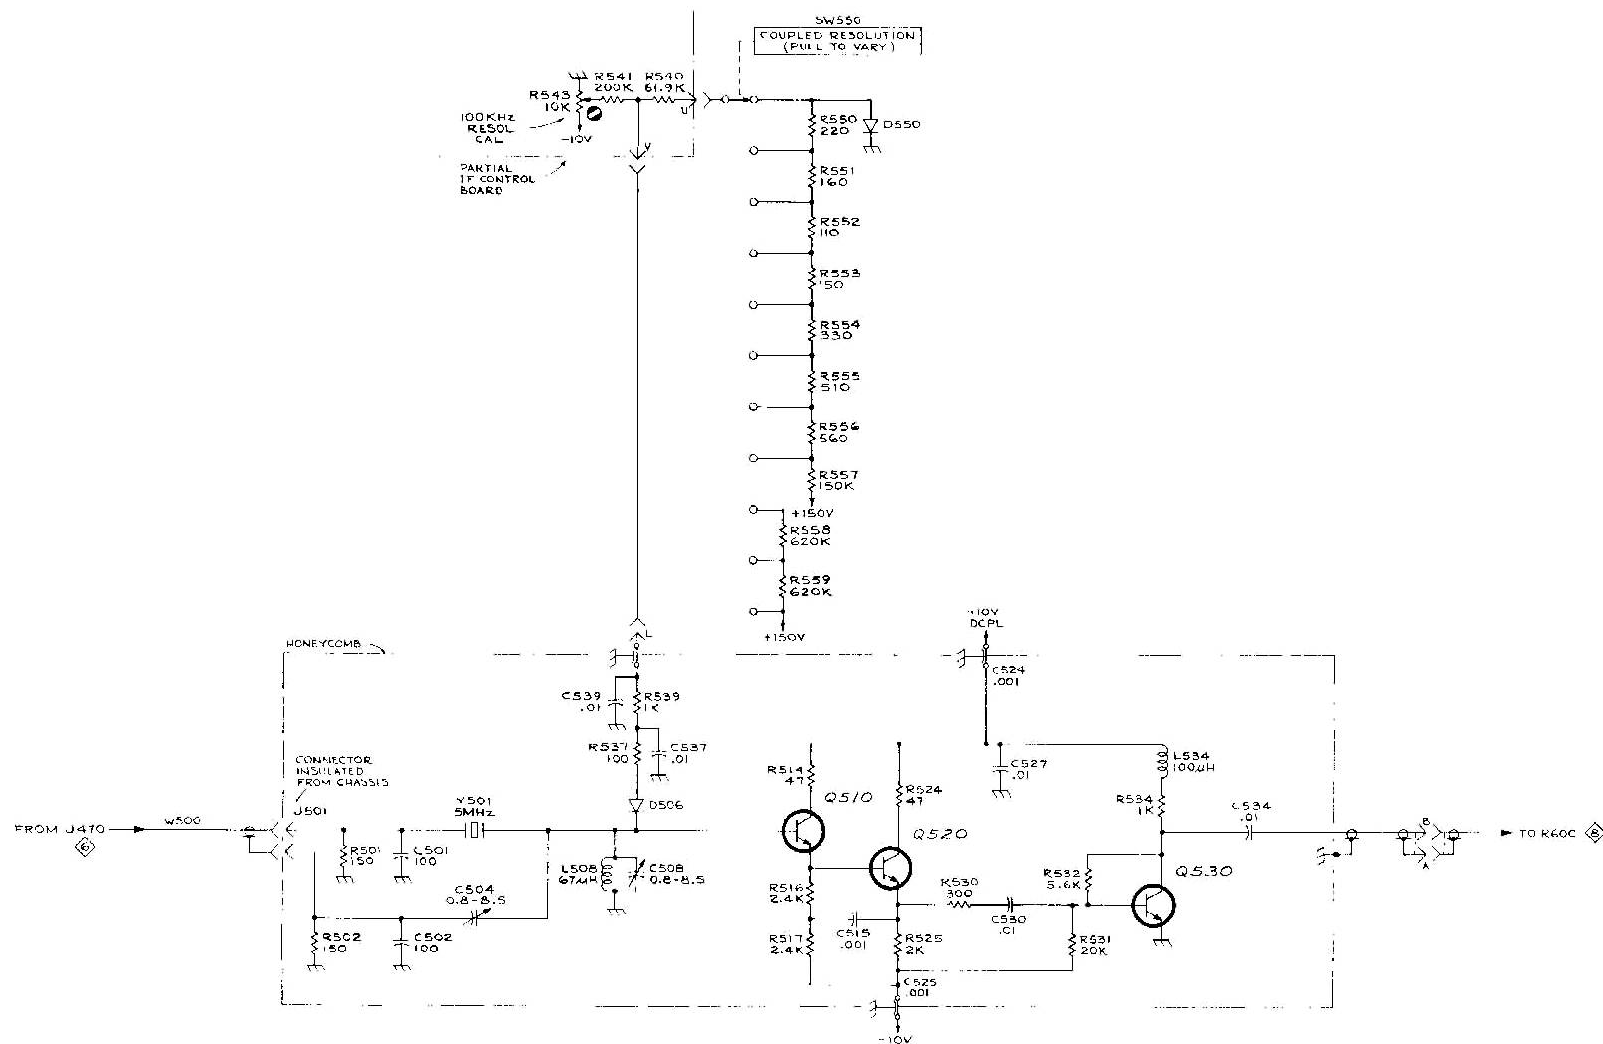 SW550
COUPLED RESOLUTION
(PULL TO VARY)
R541
200K
R540
61.9K
R543
10K
100KHz
RESOL
CAL
-10V
U
V
PARTIAL
IF CONTROL
BOARD
R550
220
D550
R551
160
R552
110
R553
150
R554
330
R555
510
R556
560
R557
150K
+150V
R558
620K
R559
620K
+150V
L
HONEYCOMB
+10V
DCPL
C524
.001
C539
.01
R539
1K
R537
100
C537
.01
D506
CONNECTOR
INSULATED
FROM CHASSIS
J501
Y501
5MHz
FROM J470
6
W500
R501
150
C501
100
C504
0.8-8.5
R502
150
C502
100
L508
67μH
C508
0.8-8.5
R514
47
Q510
R524
47
Q520
C527
.01
L534
100μH
R534
1K
C534
.01
B
A
TO R600
8
R516
2.4K
R517
2.4K
C515
.001
R525
2K
R530
300
C530
.01
R532
5.6K
Q530
R531
20K
C525
.001
-10V